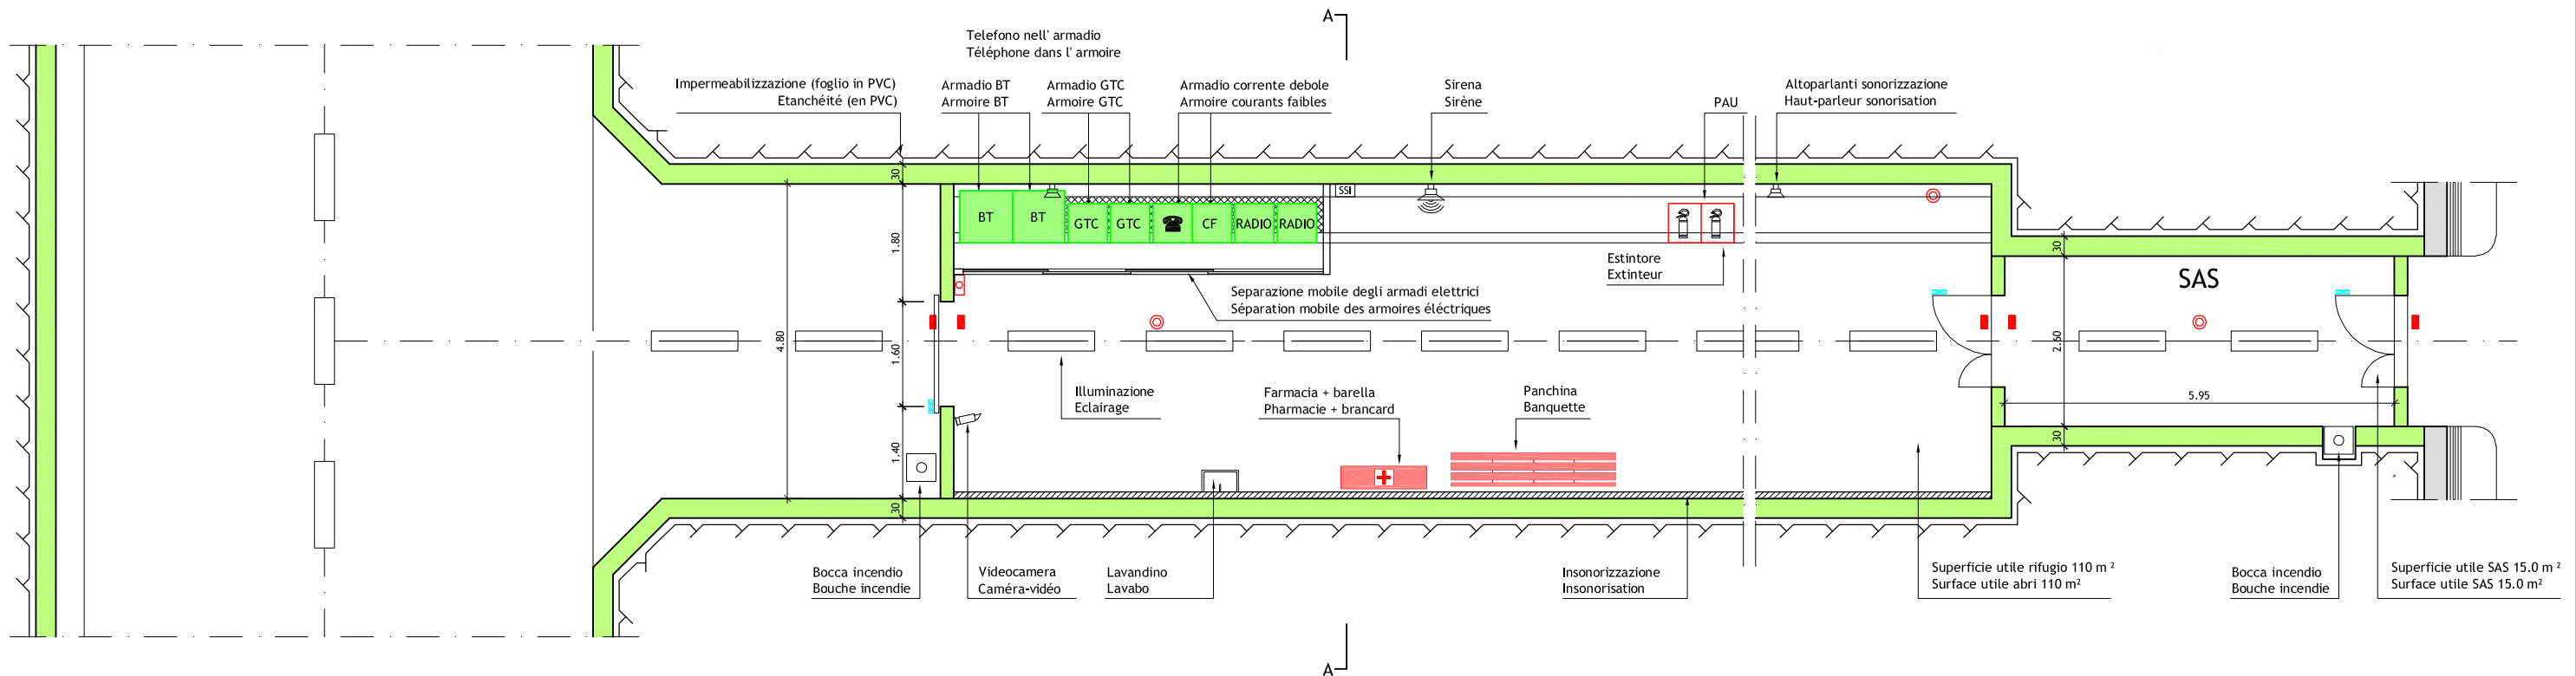 A
Telefono nell' armadio
Téléphone dans l' armoire
Impermeabilizzazione (foglio in PVC)
Etanchéité (en PVC)
Armadio BT
Armoire BT
Armadio GTC
Armoire GTC
Armadio corrente debole
Armoire courants faibles
Sirena
Sirène
PAU
Altoparlanti sonorizzazione
Haut-parleur sonorisation
30
SSI
BT
BT
GTC
GTC
CF
RADIO
RADIO
1.80
30
SAS
Estintore
Extinteur
Separazione mobile degli armadi elettrici
Séparation mobile des armoires éléctriques
4.80
1.60
2.60
Illuminazione
Eclairage
Farmacia + barella
Pharmacie + brancard
Panchina
Banquette
5.95
1.40
30
30
Bocca incendio
Bouche incendie
Videocamera
Caméra-vidéo
Lavandino
Lavabo
Insonorizzazione
Insonorisation
Superficie utile rifugio 110 m²
Surface utile abri 110 m²
Bocca incendio
Bouche incendie
Superficie utile SAS 15.0 m²
Surface utile SAS 15.0 m²
A